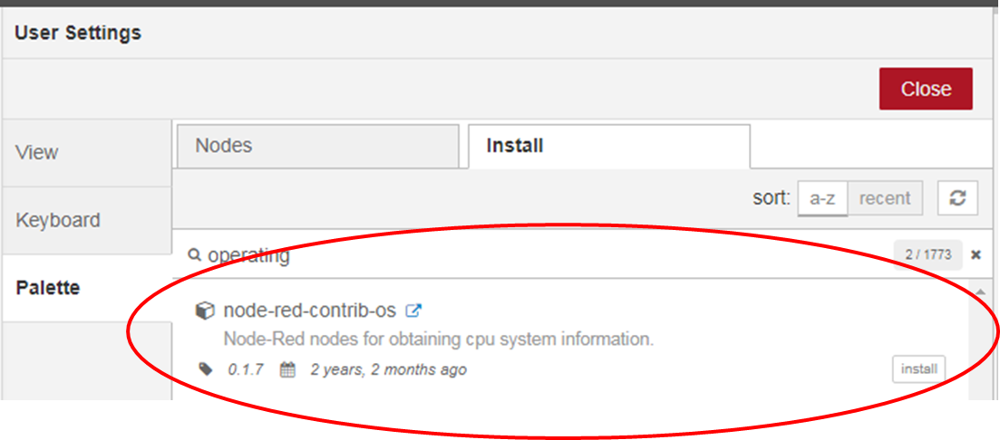 User Settings
Close
View
Nodes
Install
sort: a-z recent
Keyboard
operating 2 / 1773
Palette
node-red-contrib-os
Node-Red nodes for obtaining cpu system information.
0.1.7 2 years, 2 months ago
install